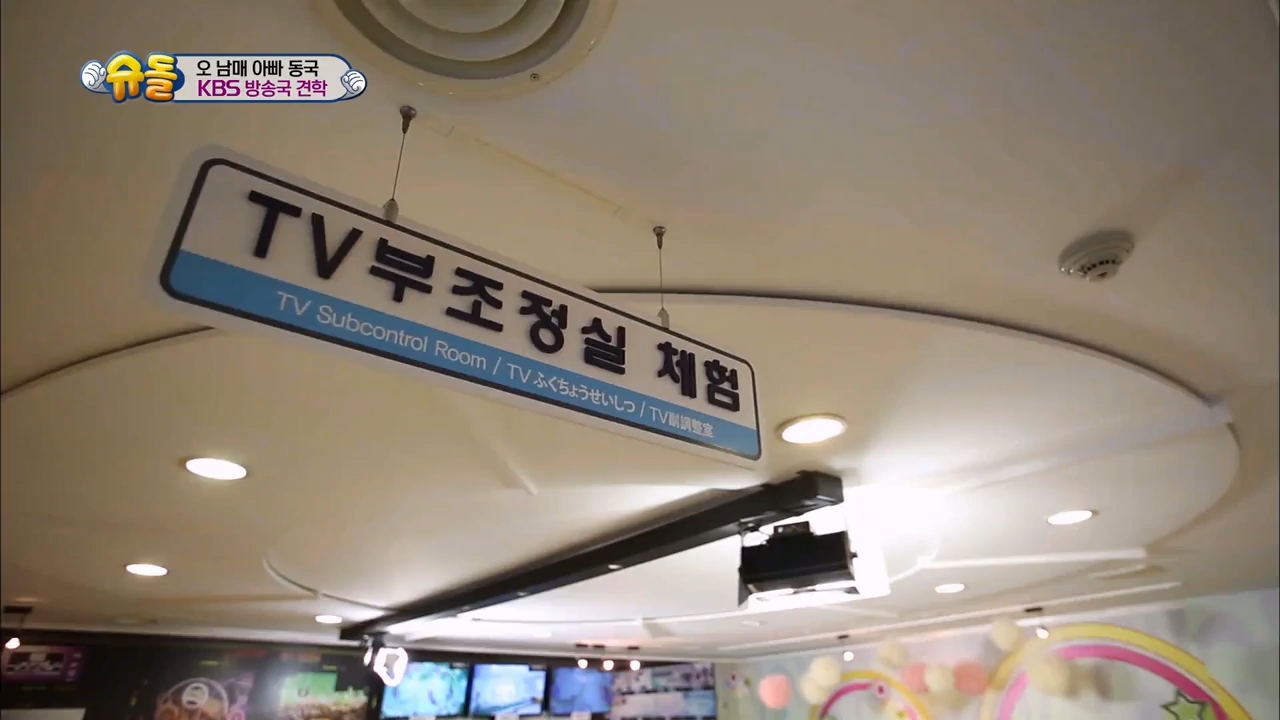 슈돌
오 남매 아빠 동국
KBS 방송국 견학
TV부조정실 체험
TV Subcontrol Room / TV ふくちょうせいしつ / TV副調整室